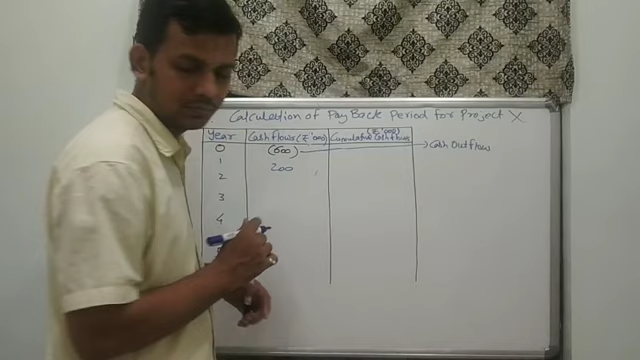 Calculation of Pay Back Period for Project X
Year Cash flows (₹'000) Cumulative Cash flows (₹'000)
0 (600) → Cash Outflow
1 200
2
3
4